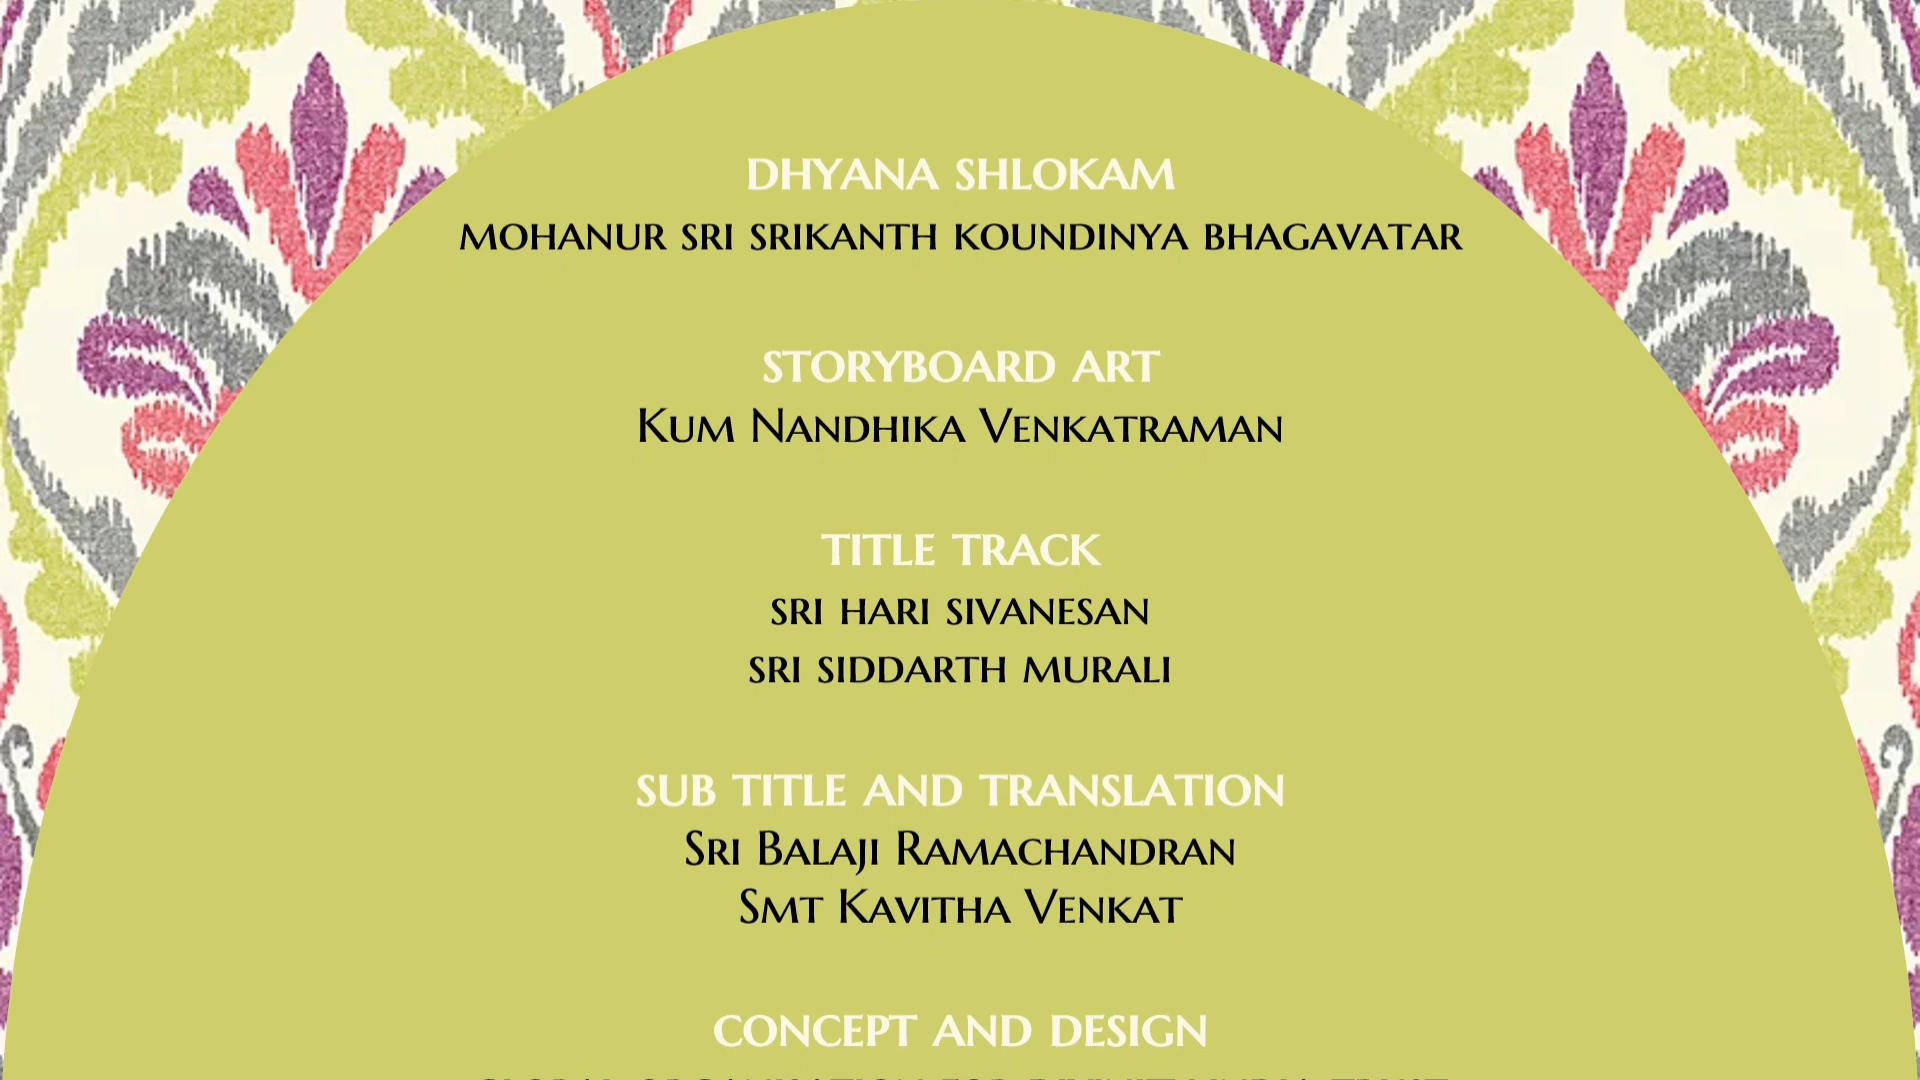 DHYANA SHLOKAM
MOHANUR SRI SRIKANTH KOUNDINYA BHAGAVATAR
STORYBOARD ART
Kum Nandhika Venkatraman
TITLE TRACK
SRI HARI SIVANESAN
SRI SIDDARTH MURALI
SUB TITLE AND TRANSLATION
Sri Balaji Ramachandran
Smt Kavitha Venkat
CONCEPT AND DESIGN